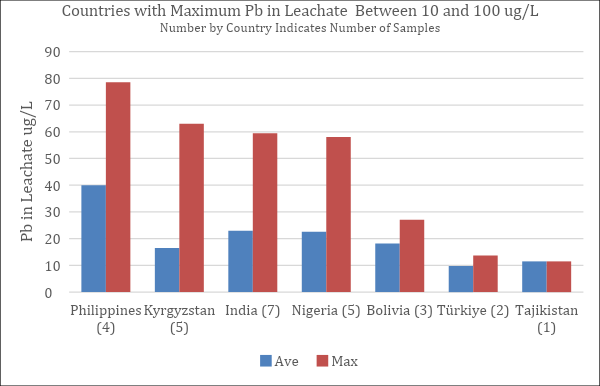 Countries with Maximum Pb in Leachate Between 10 and 100 ug/L
Number by Country Indicates Number of Samples
Pb in Leachate ug/L
90
80
70
60
50
40
30
20
10
0
Philippines (4)
Kyrgyzstan (5)
India (7)
Nigeria (5)
Bolivia (3)
Türkiye (2)
Tajikistan (1)
Ave
Max